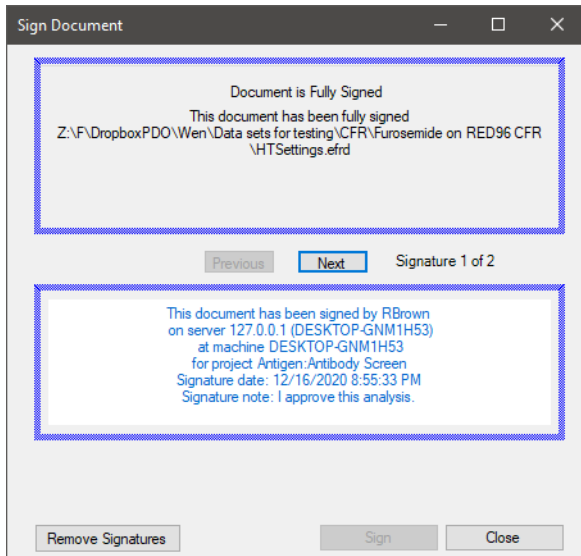 Sign Document
Document is Fully Signed
This document has been fully signed
Z:\F\DropboxPDO\Wen\Data sets for testing\CFR\Furosemide on RED96 CFR
\HTSettings.efrd
Previous Next Signature 1 of 2
This document has been signed by RBrown
on server 127.0.0.1 (DESKTOP-GNM1H53)
at machine DESKTOP-GNM1H53
for project Antigen:Antibody Screen
Signature date: 12/16/2020 8:55:33 PM
Signature note: I approve this analysis.
Remove Signatures Sign Close